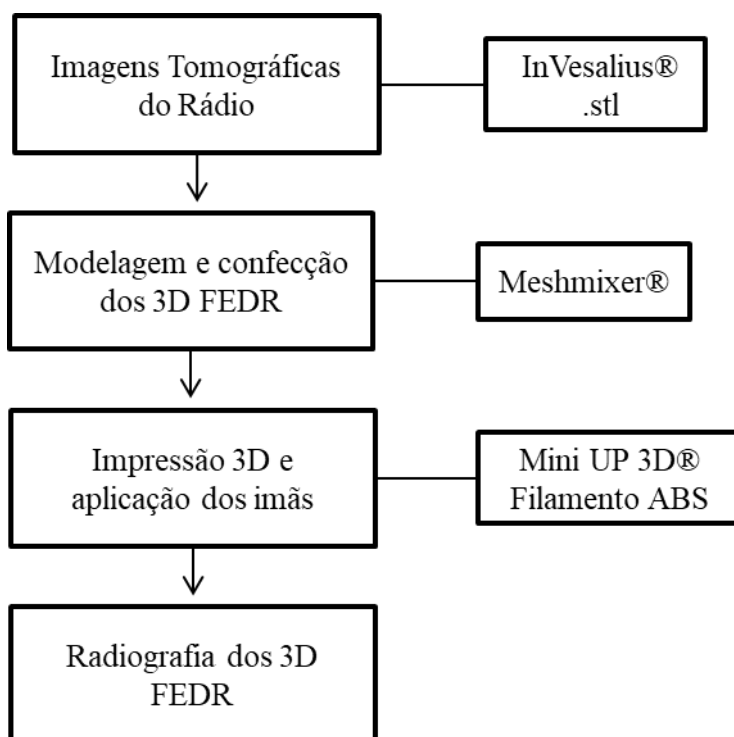 Imagens Tomográficas
do Rádio
InVesalius®
.stl
Modelagem e confecção
dos 3D FEDR
Meshmixer®
Impressão 3D e
aplicação dos imãs
Mini UP 3D®
Filamento ABS
Radiografia dos 3D
FEDR